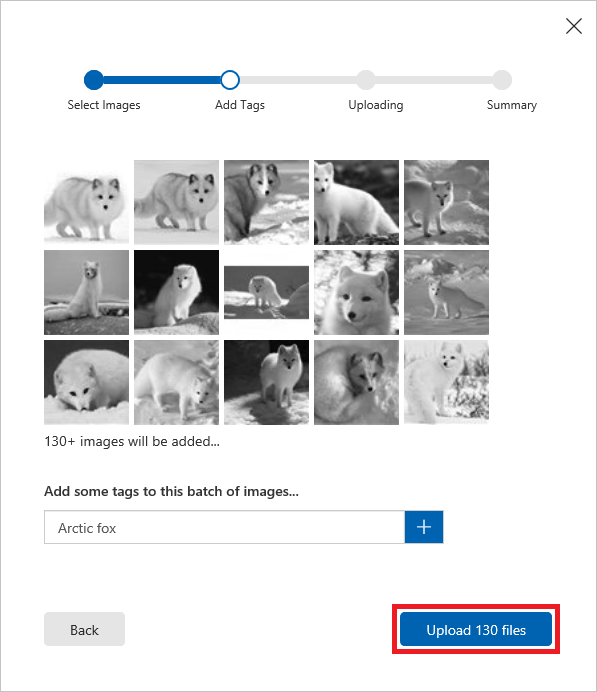 Select Images
Add Tags
Uploading
Summary
130+ images will be added...
Add some tags to this batch of images...
Arctic fox
Back
Upload 130 files